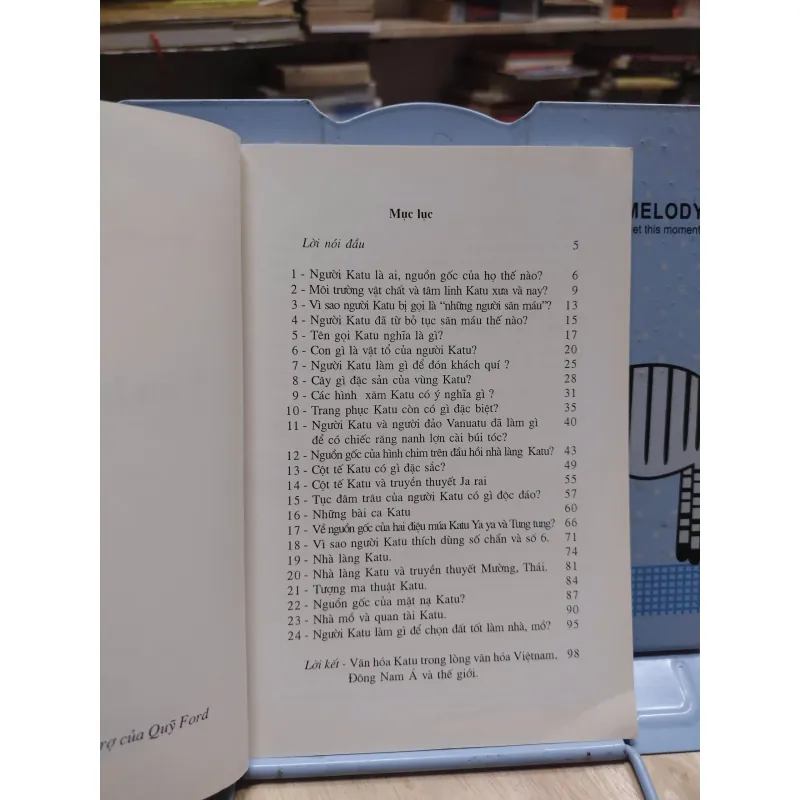 Mục lục
Lời nói đầu 5
1 - Người Katu là ai, nguồn gốc của họ thế nào? 6
2 - Môi trường vật chất và tâm linh Katu xưa và nay? 9
3 - Vì sao người Katu bị gọi là “những người săn máu”? 13
4 - Người Katu đã từ bỏ tục săn máu thế nào? 15
5 - Tên gọi Katu nghĩa là gì? 17
6 - Con gì là vật tổ của người Katu? 20
7 - Người Katu làm gì để đón khách quí ? 25
8 - Cây gì đặc sản của vùng Katu? 28
9 - Các hình xăm Katu có ý nghĩa gì ? 31
10 - Trang phục Katu còn có gì đặc biệt? 35
11 - Người Katu và người đảo Vanuatu đã làm gì 40
để có chiếc răng nanh lợn cài búi tóc?
12 - Nguồn gốc của hình chim trên đầu hồi nhà làng Katu? 43
13 - Cột tế Katu có gì đặc sắc? 49
14 - Cột tế Katu và truyền thuyết Ja rai 55
15 - Tục đâm trâu của người Katu có gì độc đáo? 57
16 - Những bài ca Katu 60
17 - Về nguồn gốc của hai điệu múa Katu Ya ya và Tung tung? 66
18 - Vì sao người Katu thích dùng số chẵn và số 6. 71
19 - Nhà làng Katu. 74
20 - Nhà làng Katu và truyền thuyết Mường, Thái. 81
21 - Tượng ma thuật Katu. 84
22 - Nguồn gốc của mặt nạ Katu? 87
23 - Nhà mồ và quan tài Katu. 90
24 - Người Katu làm gì để chọn đất tốt làm nhà, mồ? 95
Lời kết - Văn hóa Katu trong lòng văn hóa Việtnam, 98
Đông Nam Á và thế giới.
trợ của Quỹ Ford
MELODY
et this moment